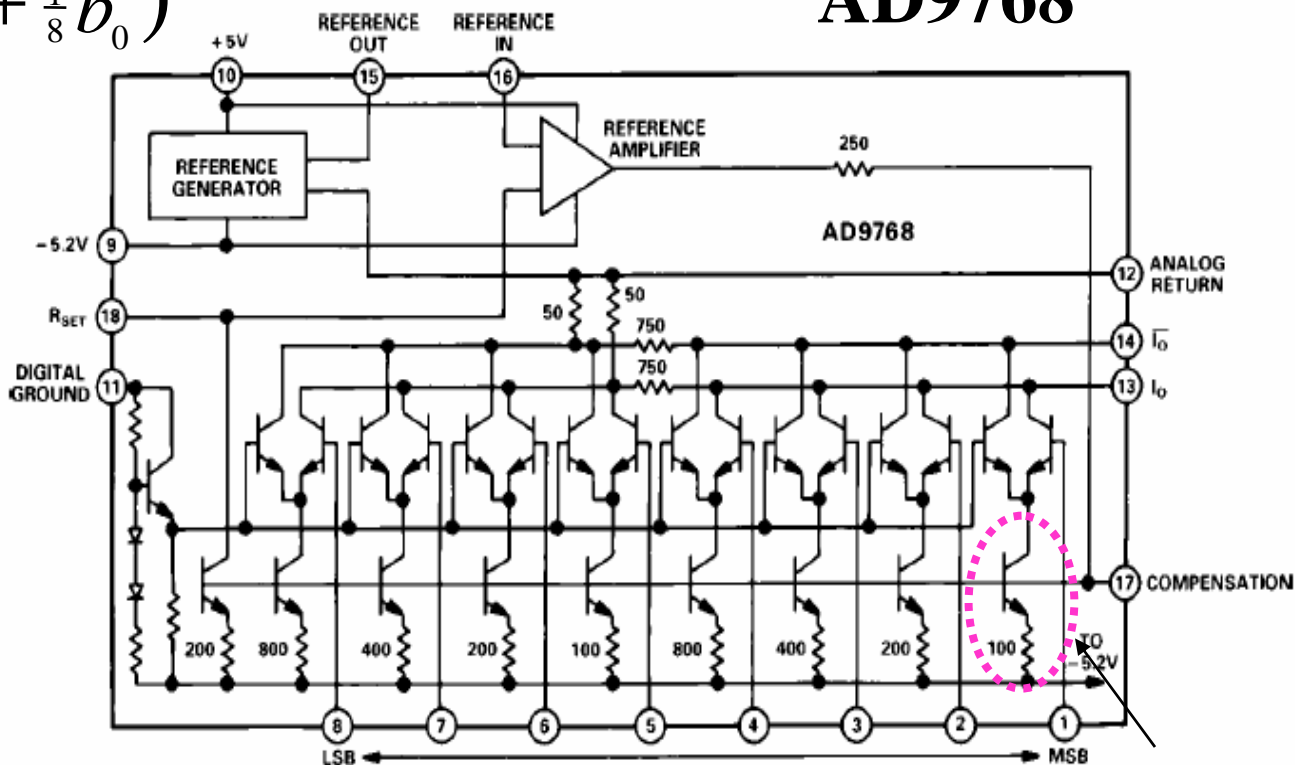 + 1/8 b0 )
AD9768
+5V
REFERENCE
OUT
REFERENCE
IN
10
15
16
REFERENCE
GENERATOR
REFERENCE
AMPLIFIER
250
AD9768
-5.2V
9
12
ANALOG
RETURN
50
50
RSET
18
750
14
I̅o
DIGITAL
GROUND
11
750
13
Io
17
COMPENSATION
200
800
400
200
100
800
400
200
100
TO
-5.2V
8
7
6
5
4
3
2
1
LSB
MSB